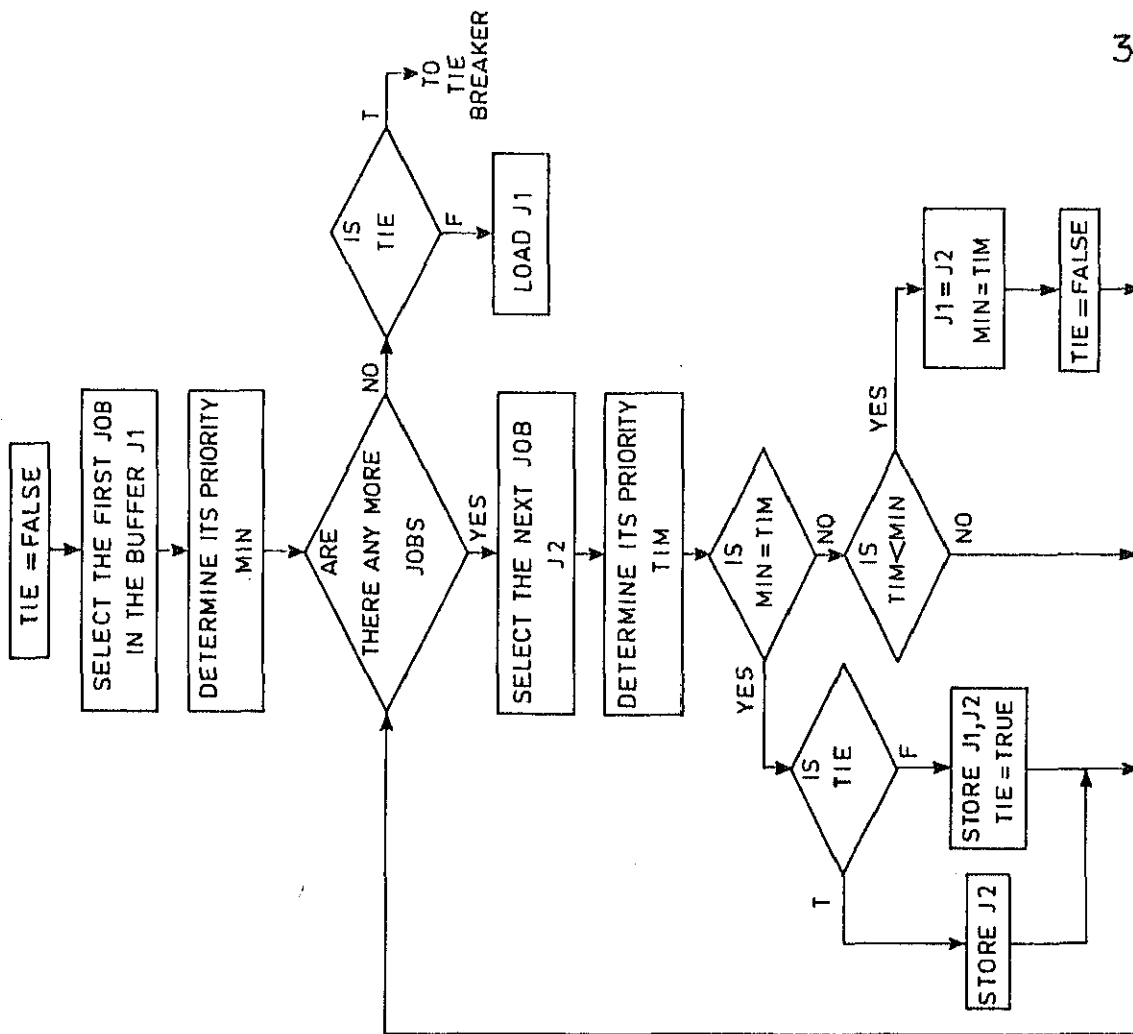 TIE = FALSE
SELECT THE FIRST JOB
IN THE BUFFER J1
DETERMINE ITS PRIORITY
MIN
ARE
THERE ANY MORE
JOBS
NO
IS
TIE
T
TO
TIE
BREAKER
F
LOAD J1
YES
SELECT THE NEXT JOB
J2
DETERMINE ITS PRIORITY
TIM
IS
MIN=TIM
YES
NO
IS
TIE
T
F
STORE J2
STORE J1,J2
TIE=TRUE
IS
TIM<MIN
YES
NO
J1=J2
MIN=TIM
TIE=FALSE
3